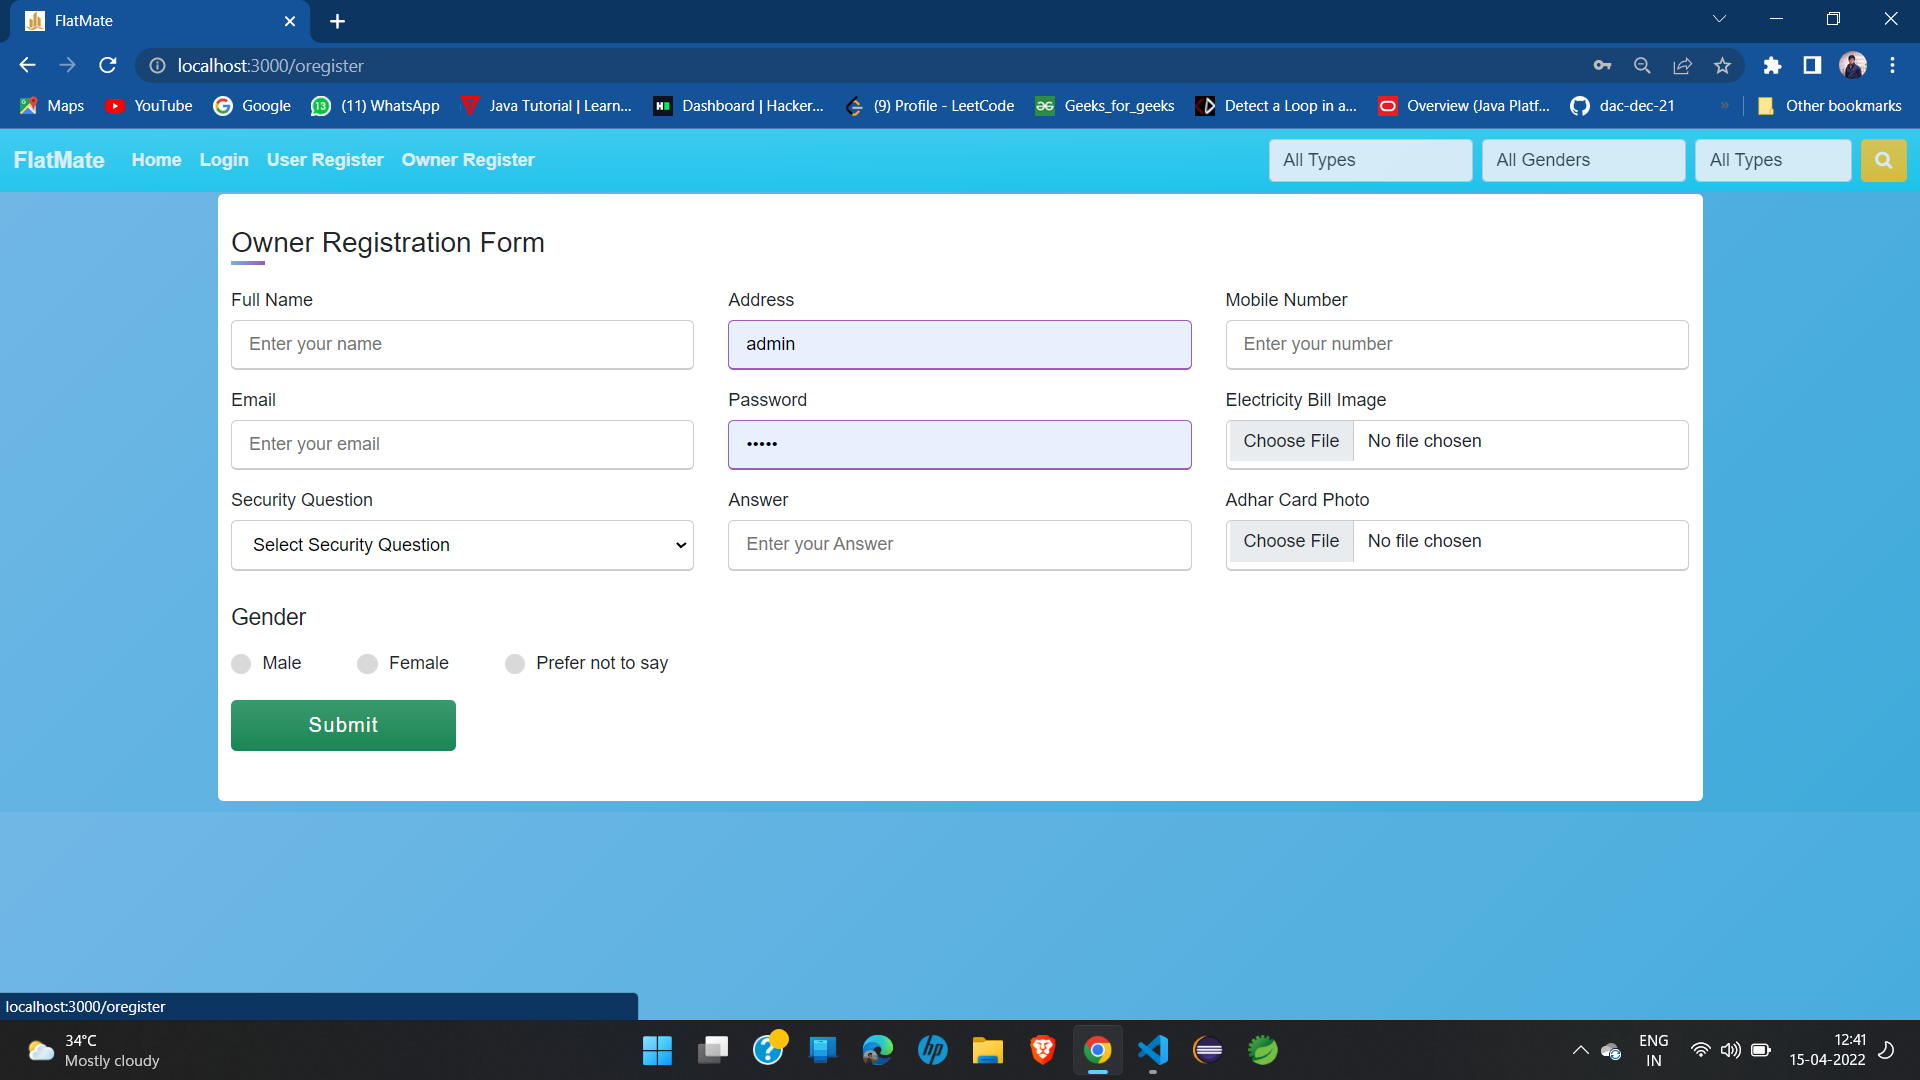 FlatMate
localhost:3000/oregister
Maps YouTube Google (11) WhatsApp Java Tutorial | Learn... Dashboard | Hacker... (9) Profile - LeetCode Geeks_for_geeks Detect a Loop in a... Overview (Java Platf... dac-dec-21 » Other bookmarks
FlatMate Home Login User Register Owner Register All Types All Genders All Types
Owner Registration Form
Full Name Address Mobile Number
Enter your name admin Enter your number
Email Password Electricity Bill Image
Enter your email ••••• Choose File No file chosen
Security Question Answer Adhar Card Photo
Select Security Question Enter your Answer Choose File No file chosen
Gender
Male Female Prefer not to say
Submit
localhost:3000/oregister
34°C
Mostly cloudy
ENG
IN
12:41
15-04-2022